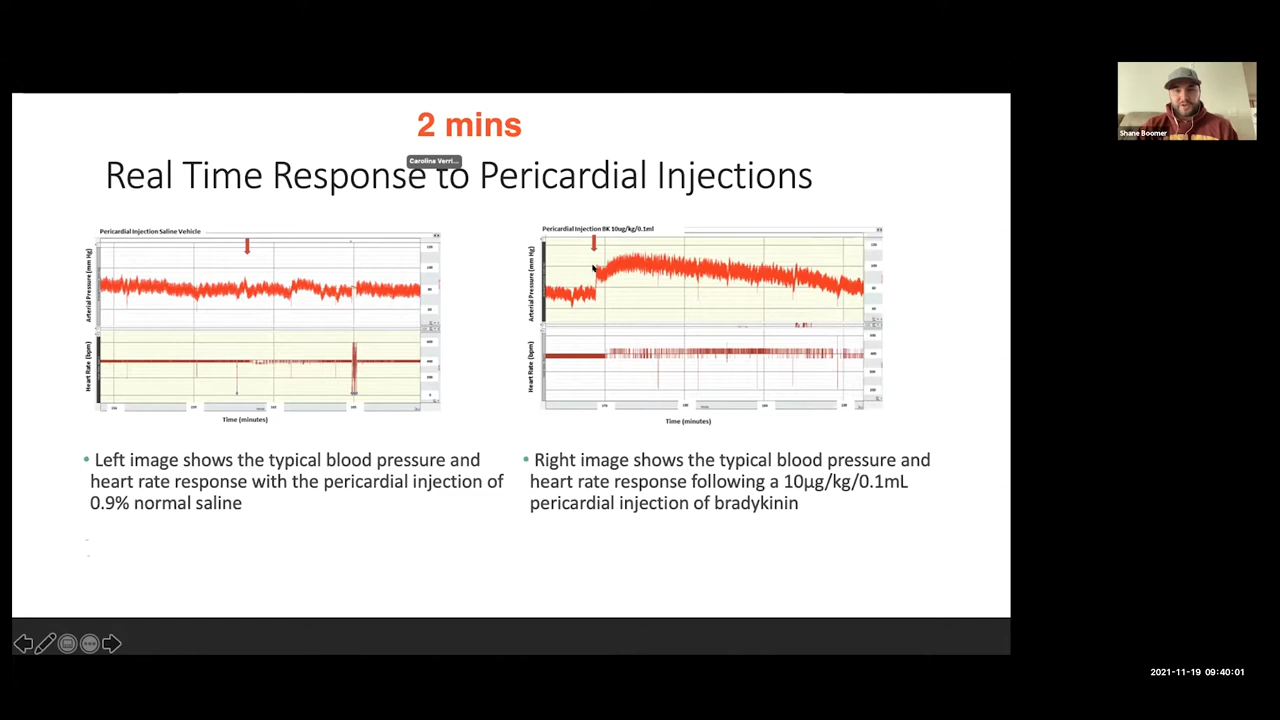 2 mins
Carolina Verri...
Real Time Response to Pericardial Injections
Shane Boomer
Pericardial Injection Saline Vehicle
Arterial Pressure (mm Hg)
Heart Rate (bpm)
Time (minutes)
Pericardial Injection BK 10ug/kg/0.1ml
Arterial Pressure (mm Hg)
Heart Rate (bpm)
Time (minutes)
• Left image shows the typical blood pressure and
heart rate response with the pericardial injection of
0.9% normal saline
• Right image shows the typical blood pressure and
heart rate response following a 10µg/kg/0.1mL
pericardial injection of bradykinin
2021-11-19 09:40:01